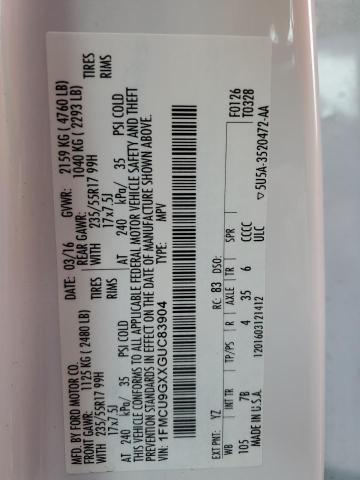 MFD. BY FORD MOTOR CO.
DATE: 03/16 GVWR: 2159 KG ( 4760 LB)
FRONT GAWR: 1125 KG ( 2480 LB) REAR GAWR: 1040 KG ( 2293 LB)
WITH 235/55R17 99H TIRES WITH 235/55R17 99H TIRES
17x7.5J RIMS 17x7.5J RIMS
AT 240 kPa/ 35 PSI COLD AT 240 kPa/ 35 PSI COLD
THIS VEHICLE CONFORMS TO ALL APPLICABLE FEDERAL MOTOR VEHICLE SAFETY AND THEFT
PREVENTION STANDARDS IN EFFECT ON THE DATE OF MANUFACTURE SHOWN ABOVE.
VIN: 1FMCU9GXXGUC83904 TYPE: MPV
F0126
T0328
EXT PNT: YZ RC: 83 DSO:
WB INT TR TP/PS R AXLE TR SPR
105 7B 4 35 6 CCCC
MADE IN U.S.A. ULC
1201603121412
▽5U5A-3520472-AA